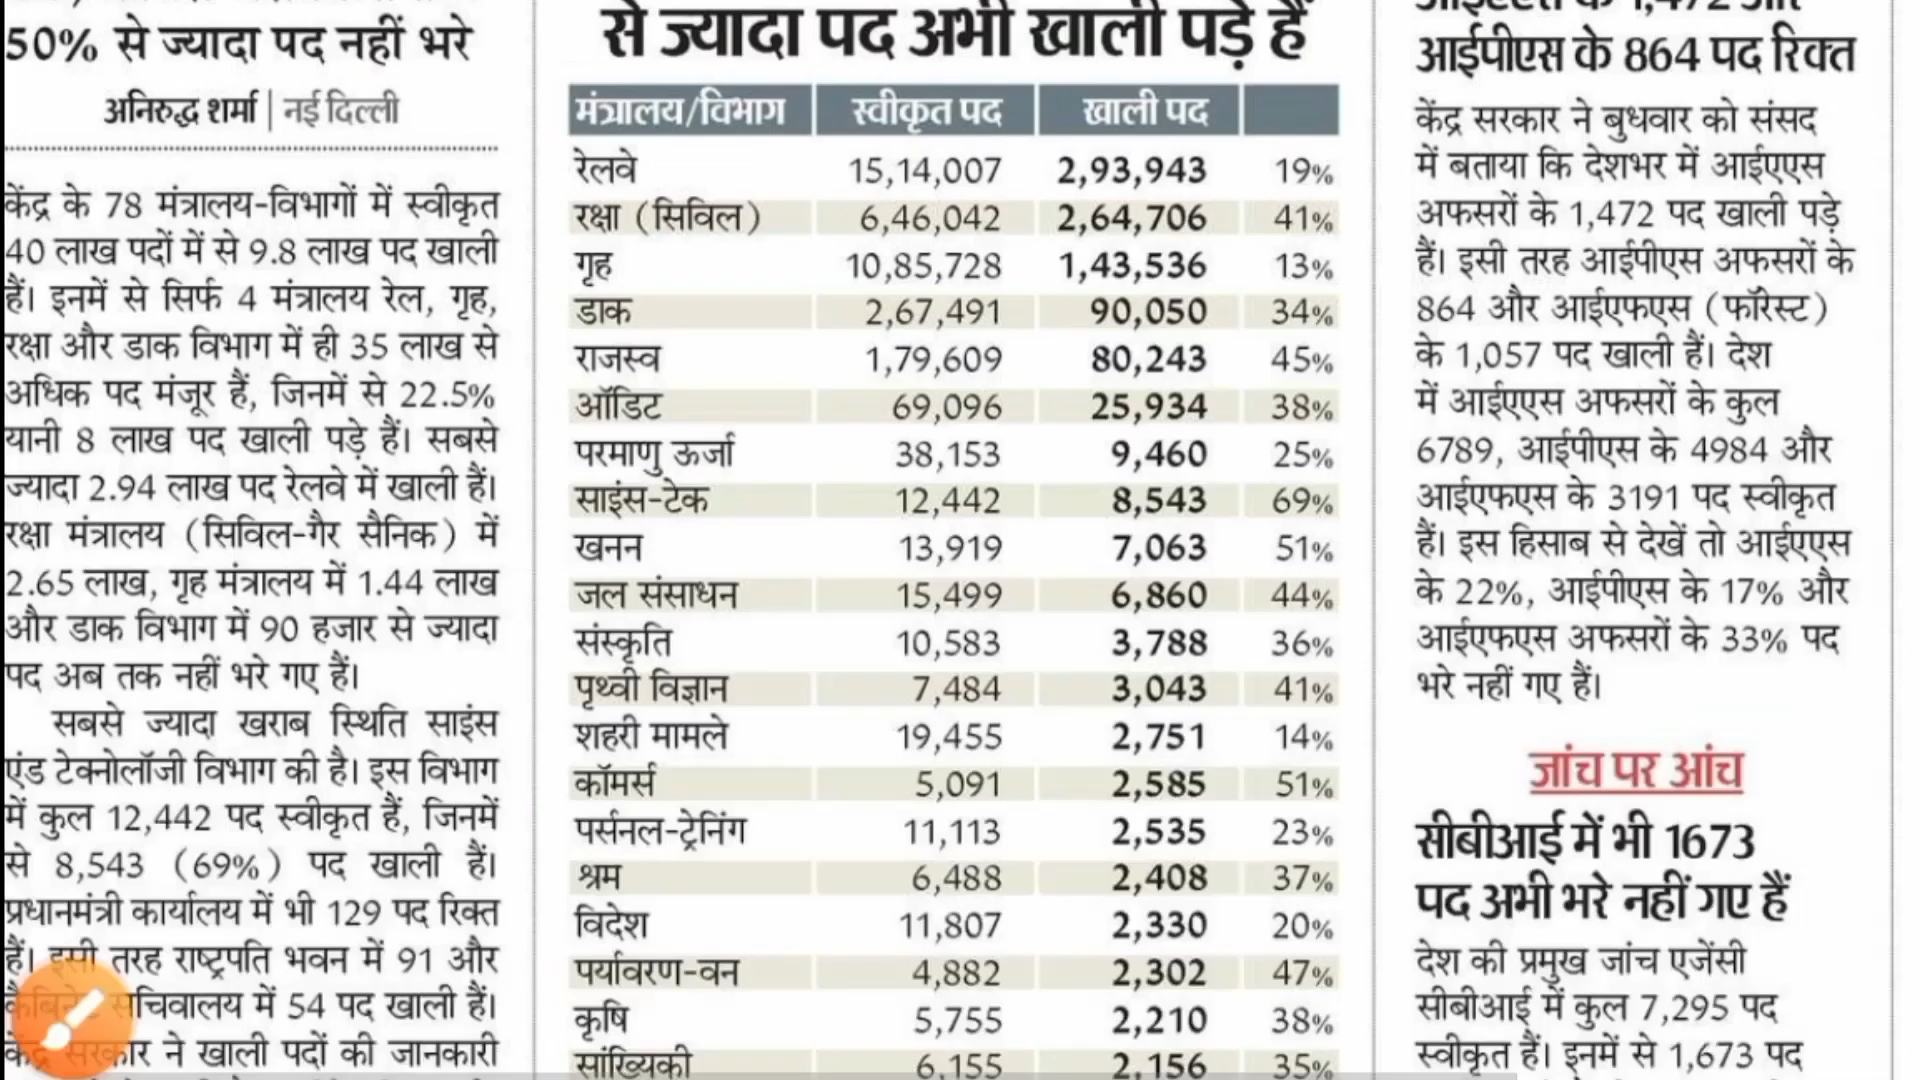 50% से ज्यादा पद नहीं भरे
अनिरुद्ध शर्मा | नई दिल्ली
केंद्र के 78 मंत्रालय-विभागों में स्वीकृत
40 लाख पदों में से 9.8 लाख पद खाली
हैं। इनमें से सिर्फ 4 मंत्रालय रेल, गृह,
रक्षा और डाक विभाग में ही 35 लाख से
अधिक पद मंजूर हैं, जिनमें से 22.5%
यानी 8 लाख पद खाली पड़े हैं। सबसे
ज्यादा 2.94 लाख पद रेलवे में खाली हैं।
रक्षा मंत्रालय (सिविल-गैर सैनिक) में
2.65 लाख, गृह मंत्रालय में 1.44 लाख
और डाक विभाग में 90 हजार से ज्यादा
पद अब तक नहीं भरे गए हैं।
सबसे ज्यादा खराब स्थिति साइंस
एंड टेक्नोलॉजी विभाग की है। इस विभाग
में कुल 12,442 पद स्वीकृत हैं, जिनमें
से 8,543 (69%) पद खाली हैं।
प्रधानमंत्री कार्यालय में भी 129 पद रिक्त
हैं। इसी तरह राष्ट्रपति भवन में 91 और
सचिवालय में 54 पद खाली हैं।
केंद्र सरकार ने खाली पदों की जानकारी
से ज्यादा पद अभी खाली पड़े हैं
मंत्रालय/विभाग स्वीकृत पद खाली पद
रेलवे 15,14,007 2,93,943 19%
रक्षा (सिविल) 6,46,042 2,64,706 41%
गृह 10,85,728 1,43,536 13%
डाक 2,67,491 90,050 34%
राजस्व 1,79,609 80,243 45%
ऑडिट 69,096 25,934 38%
परमाणु ऊर्जा 38,153 9,460 25%
साइंस-टेक 12,442 8,543 69%
खनन 13,919 7,063 51%
जल संसाधन 15,499 6,860 44%
संस्कृति 10,583 3,788 36%
पृथ्वी विज्ञान 7,484 3,043 41%
शहरी मामले 19,455 2,751 14%
कॉमर्स 5,091 2,585 51%
पर्सनल-ट्रेनिंग 11,113 2,535 23%
श्रम 6,488 2,408 37%
विदेश 11,807 2,330 20%
पर्यावरण-वन 4,882 2,302 47%
कृषि 5,755 2,210 38%
सांख्यिकी 6,155 2,156 35%
आईपीएस के 864 पद रिक्त
केंद्र सरकार ने बुधवार को संसद
में बताया कि देशभर में आईएएस
अफसरों के 1,472 पद खाली पड़े
हैं। इसी तरह आईपीएस अफसरों के
864 और आईएफएस (फॉरेस्ट)
के 1,057 पद खाली हैं। देश
में आईएएस अफसरों के कुल
6789, आईपीएस के 4984 और
आईएफएस के 3191 पद स्वीकृत
हैं। इस हिसाब से देखें तो आईएएस
के 22%, आईपीएस के 17% और
आईएफएस अफसरों के 33% पद
भरे नहीं गए हैं।
जांच पर आंच
सीबीआई में भी 1673
पद अभी भरे नहीं गए हैं
देश की प्रमुख जांच एजेंसी
सीबीआई में कुल 7,295 पद
स्वीकृत हैं। इनमें से 1,673 पद